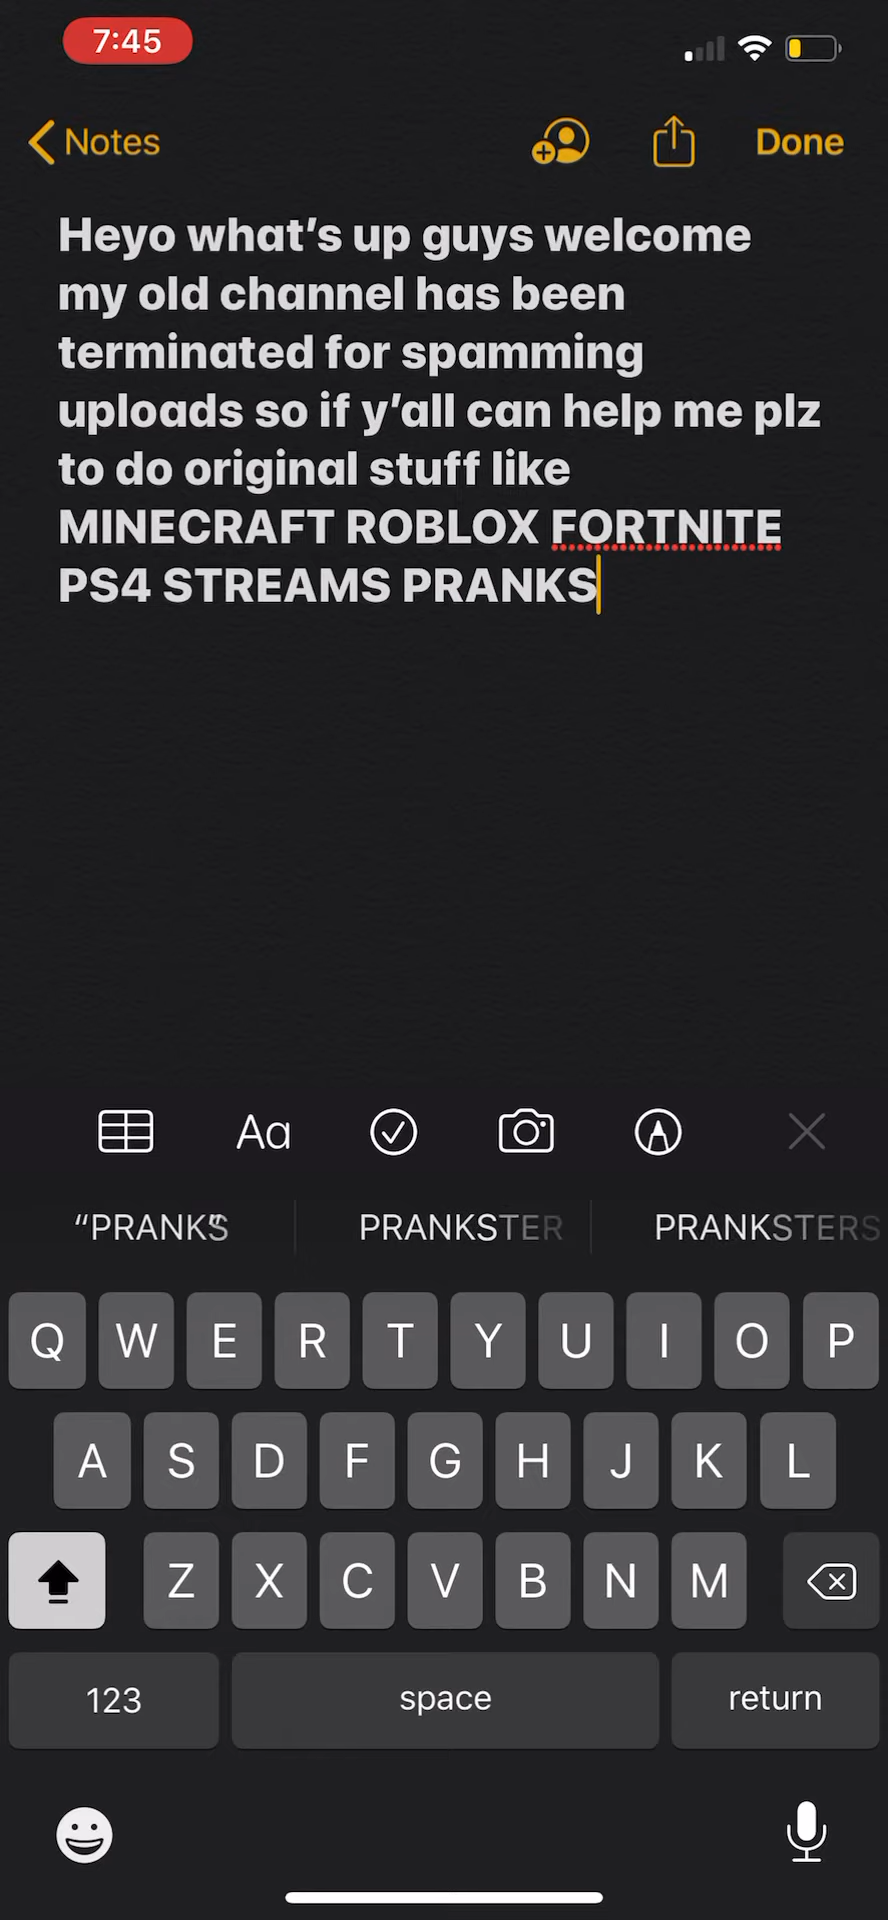 7:45
Notes
Done
Heyo what’s up guys welcome
my old channel has been
terminated for spamming
uploads so if y’all can help me plz
to do original stuff like
MINECRAFT ROBLOX FORTNITE
PS4 STREAMS PRANKS
Aa
“PRANKS” PRANKSTER PRANKSTERS
Q W E R T Y U I O P
A S D F G H J K L
Z X C V B N M
123 space return